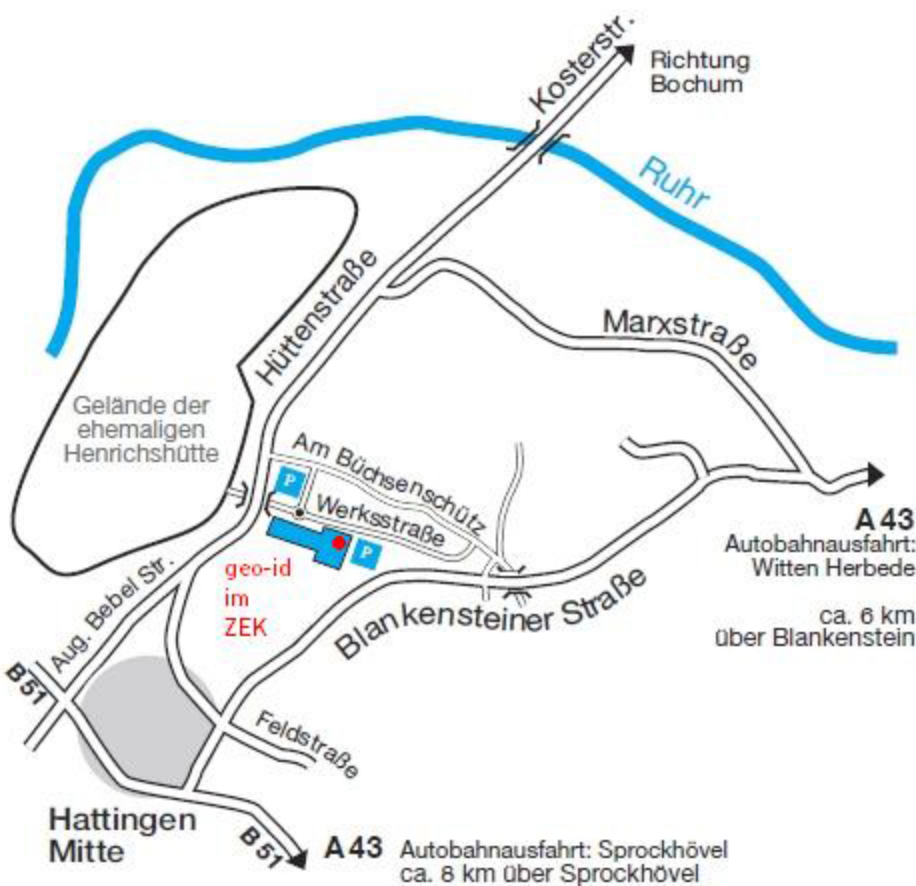 Kosterstr.
Richtung
Bochum
Ruhr
Hüttenstraße
Marxstraße
Gelände der
ehemaligen
Henrichshütte
Am Büchsenschütz
P
Werksstraße
P
A 43
Autobahnausfahrt:
Witten Herbede
ca. 6 km
über Blankenstein
geo-id
im
ZEK
Blankensteiner Straße
Aug. Bebel Str.
B 51
Feldstraße
Hattingen
Mitte
B 51
A 43 Autobahnausfahrt: Sprockhövel
ca. 8 km über Sprockhövel